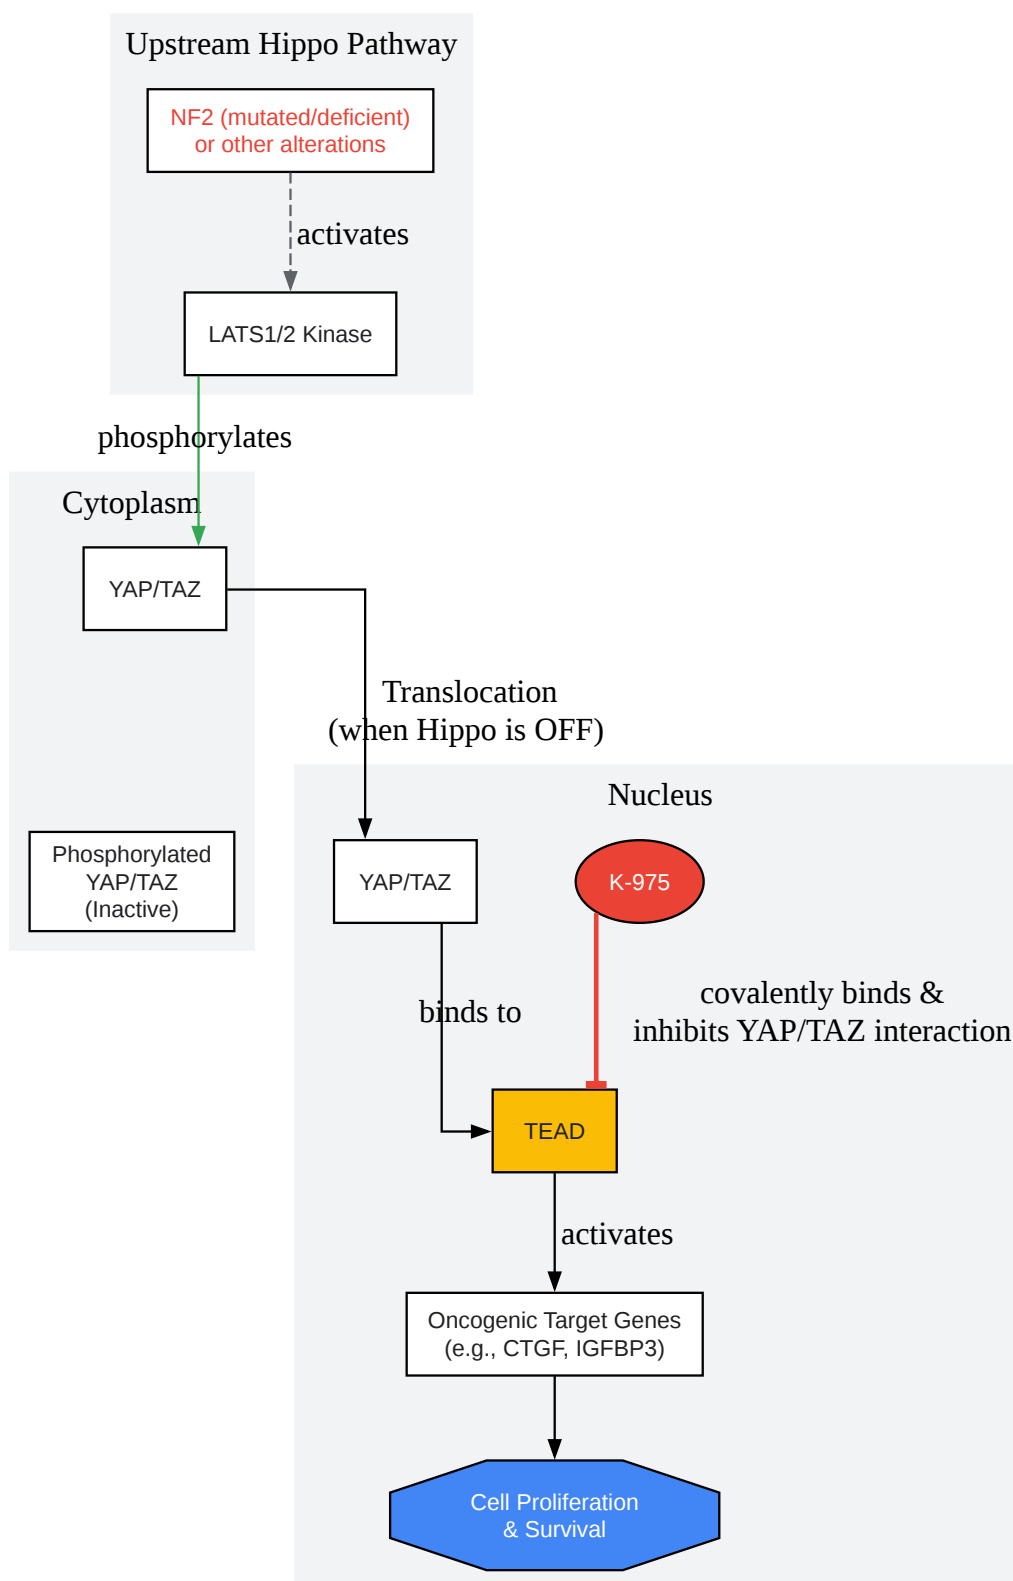 Upstream Hippo Pathway
NF2 (mutated/deficient)
or other alterations
activates
LATS1/2 Kinase
phosphorylates
Cytoplasm
YAP/TAZ
Translocation
(when Hippo is OFF)
Nucleus
Phosphorylated
YAP/TAZ
(Inactive)
YAP/TAZ
K-975
covalently binds &
inhibits YAP/TAZ interaction
binds to
TEAD
activates
Oncogenic Target Genes
(e.g., CTGF, IGFBP3)
Cell Proliferation
& Survival